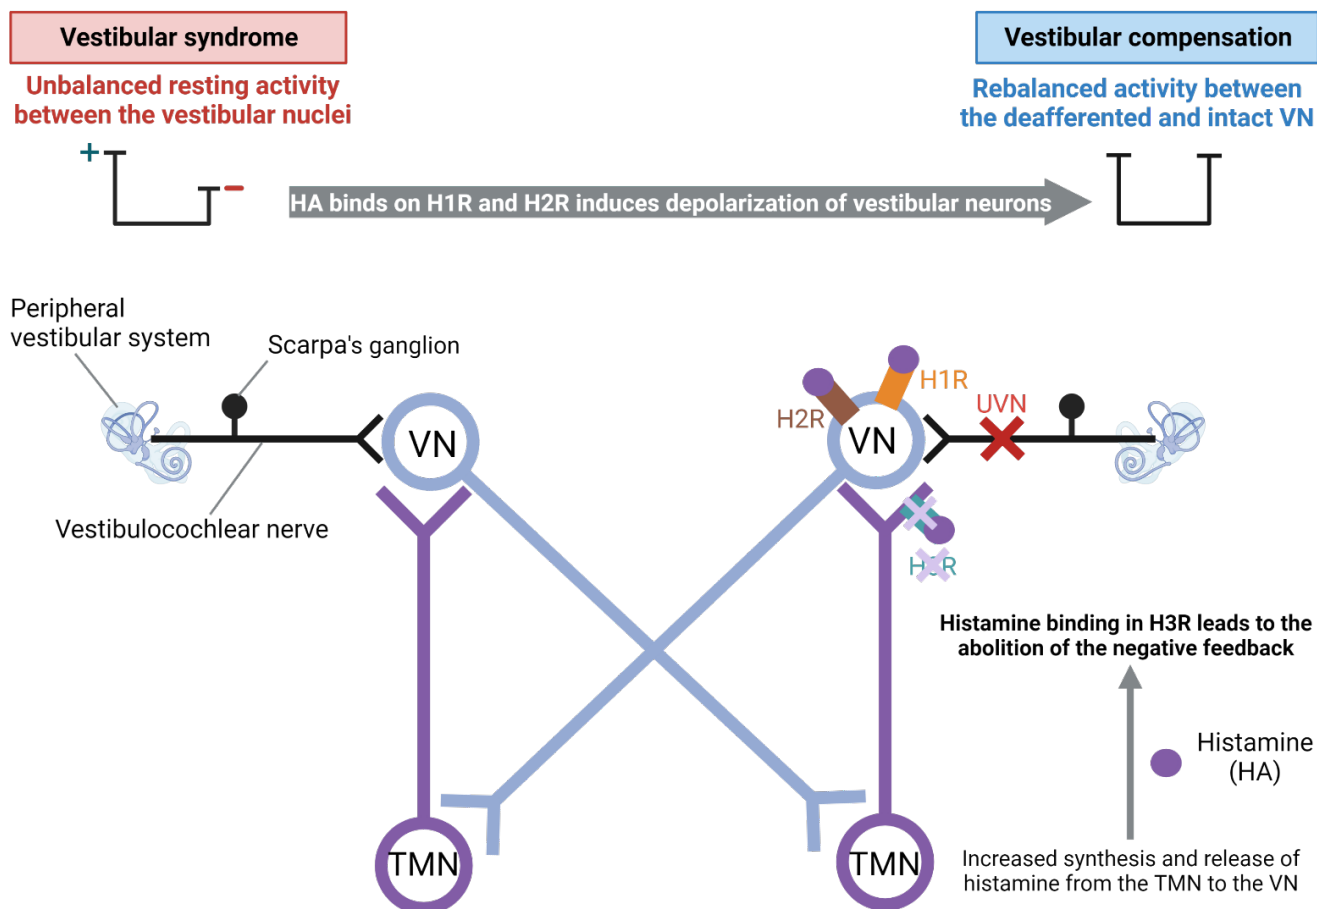 Vestibular syndrome
Unbalanced resting activity
between the vestibular nuclei
+
−
HA binds on H1R and H2R induces depolarization of vestibular neurons
Vestibular compensation
Rebalanced activity between
the deafferented and intact VN
Peripheral
vestibular system
Scarpa's ganglion
Vestibulocochlear nerve
VN
H2R
H1R
VN
UVN
H3R
Histamine binding in H3R leads to the
abolition of the negative feedback
Histamine
(HA)
Increased synthesis and release of
histamine from the TMN to the VN
TMN
TMN